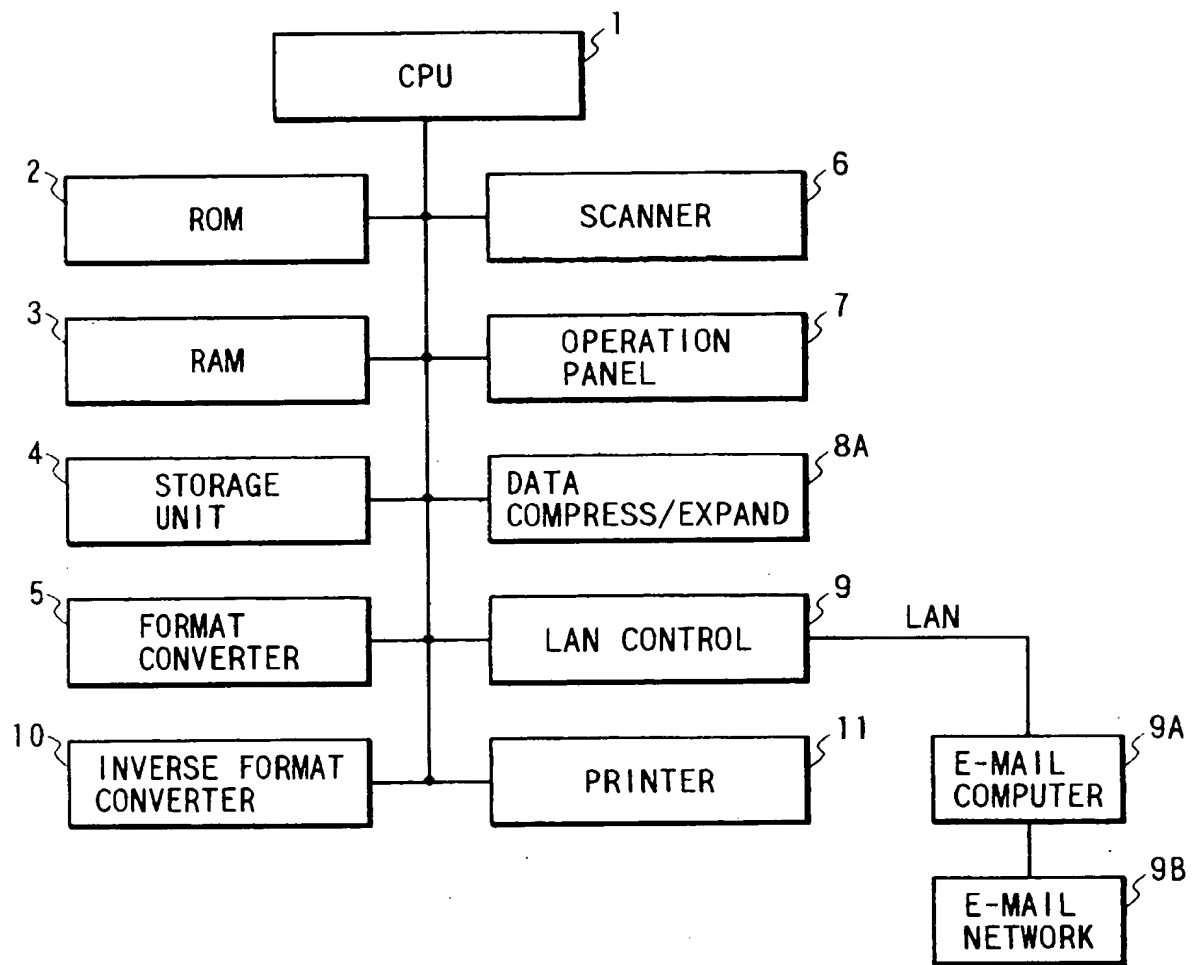 1
CPU
2
ROM
6
SCANNER
3
RAM
7
OPERATION
PANEL
4
STORAGE
UNIT
8A
DATA
COMPRESS/EXPAND
5
FORMAT
CONVERTER
9
LAN CONTROL
LAN
10
INVERSE FORMAT
CONVERTER
11
PRINTER
9A
E-MAIL
COMPUTER
9B
E-MAIL
NETWORK